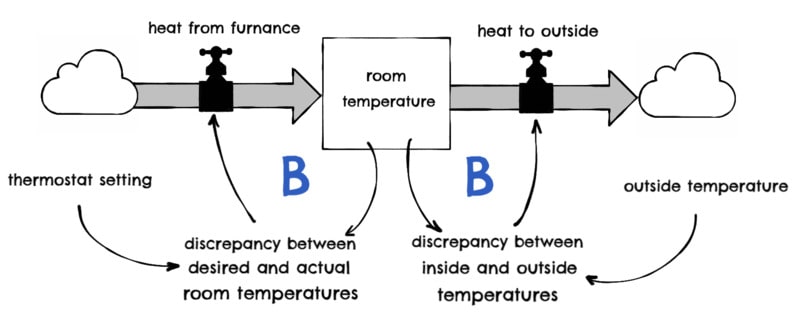 heat from furnance
heat to outside
room
temperature
B
B
thermostat setting
outside temperature
discrepancy between
desired and actual
room temperatures
discrepancy between
inside and outside
temperatures